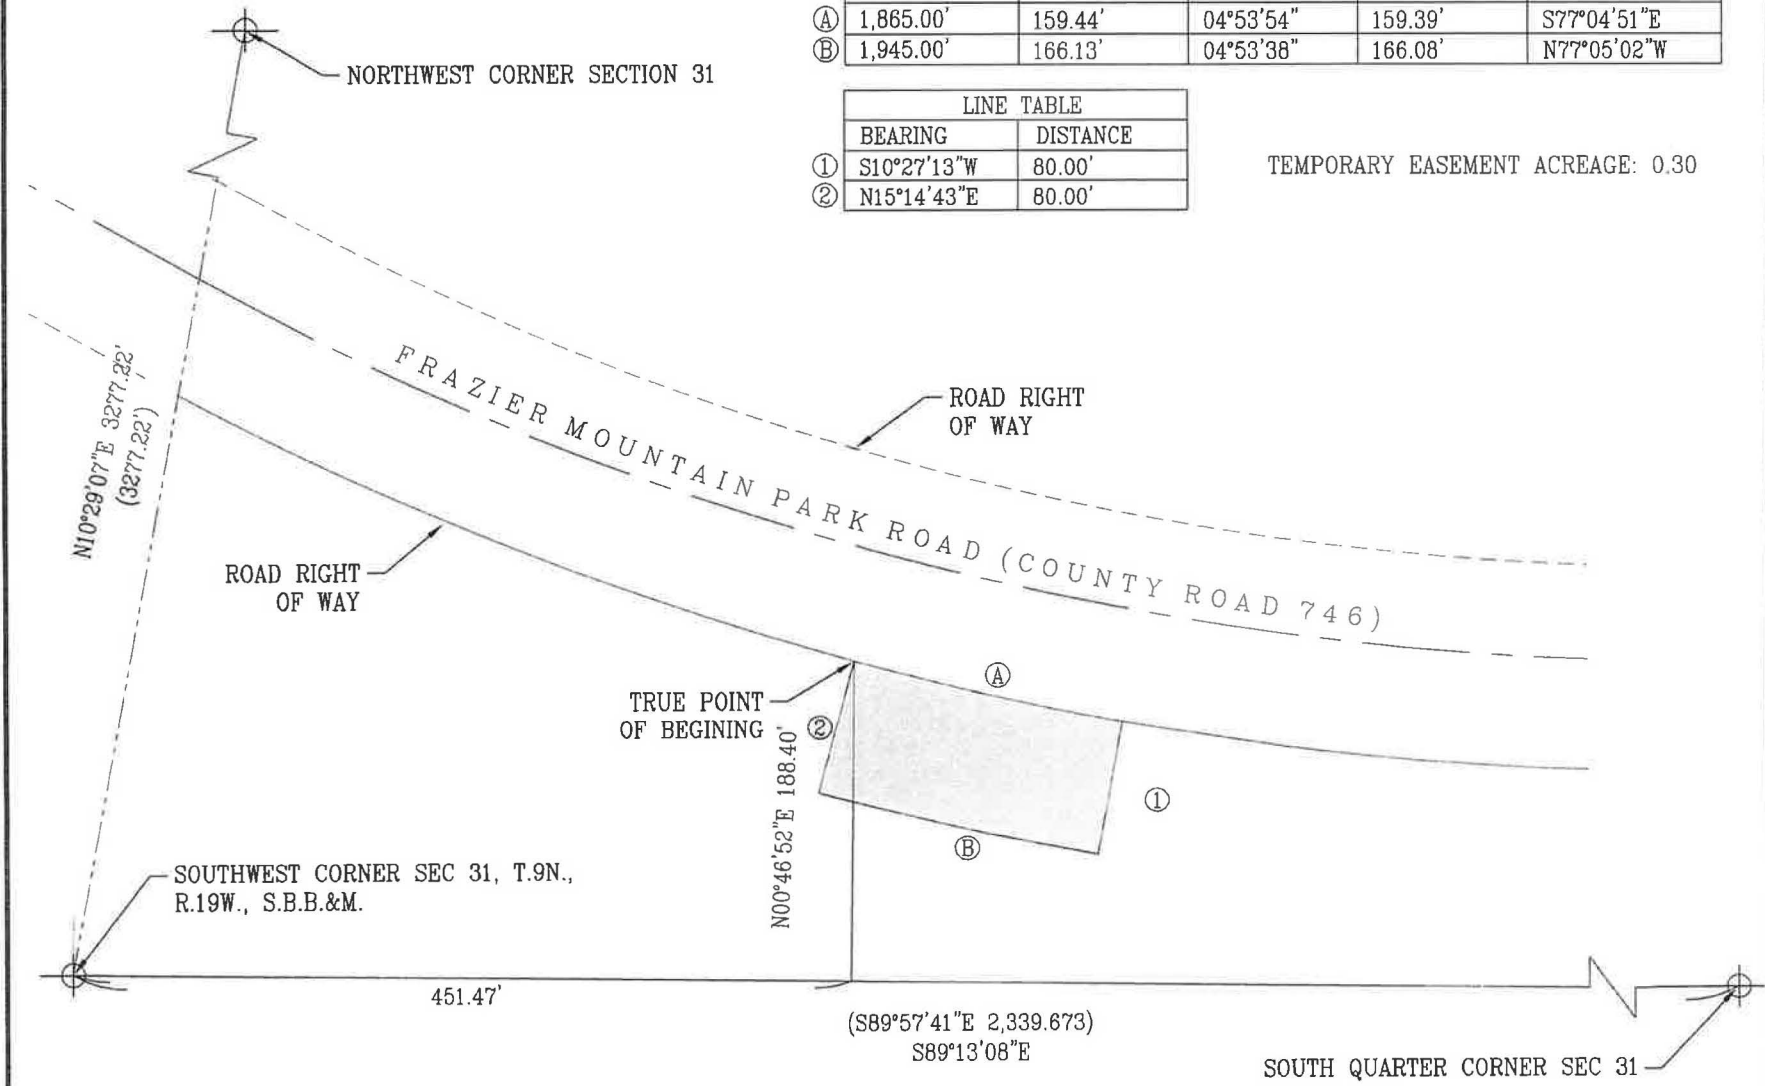 Ⓐ 1,865.00' 159.44' 04°53'54" 159.39' S77°04'51"E
Ⓑ 1,945.00' 166.13' 04°53'38" 166.08' N77°05'02"W
NORTHWEST CORNER SECTION 31
LINE TABLE
BEARING DISTANCE
① S10°27'13"W 80.00'
② N15°14'43"E 80.00'
TEMPORARY EASEMENT ACREAGE: 0.30
N10°29'07"E 3277.22'
(3277.22')
FRAZIER MOUNTAIN PARK ROAD (COUNTY ROAD 746)
ROAD RIGHT
OF WAY
ROAD RIGHT
OF WAY
TRUE POINT
OF BEGINING
Ⓐ
②
①
Ⓑ
N00°46'52"E 188.40'
SOUTHWEST CORNER SEC 31, T.9N.,
R.19W., S.B.B.&M.
451.47'
(S89°57'41"E 2,339.673)
S89°13'08"E
SOUTH QUARTER CORNER SEC 31